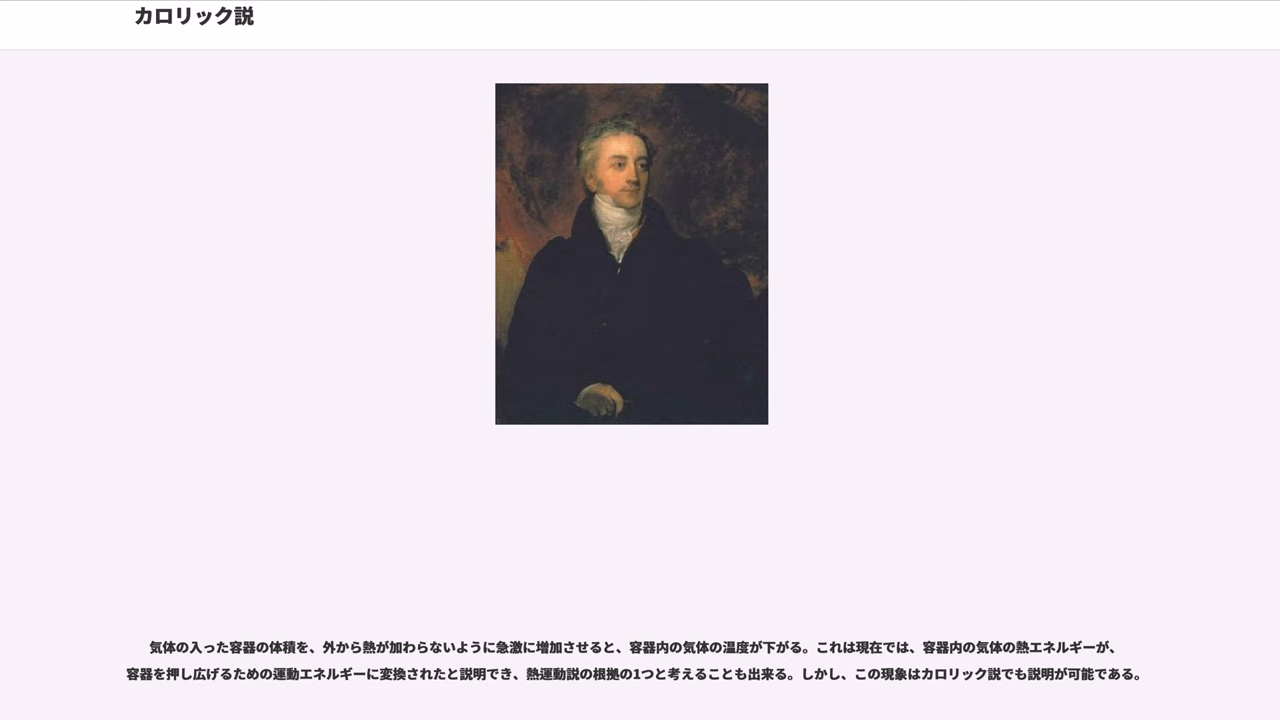 カロリック説
気体の入った容器の体積を、外から熱が加わらないように急激に増加させると、容器内の気体の温度が下がる。これは現在では、容器内の気体の熱エネルギーが、
容器を押し広げるための運動エネルギーに変換されたと説明でき、熱運動説の根拠の1つと考えることも出来る。しかし、この現象はカロリック説でも説明が可能である。